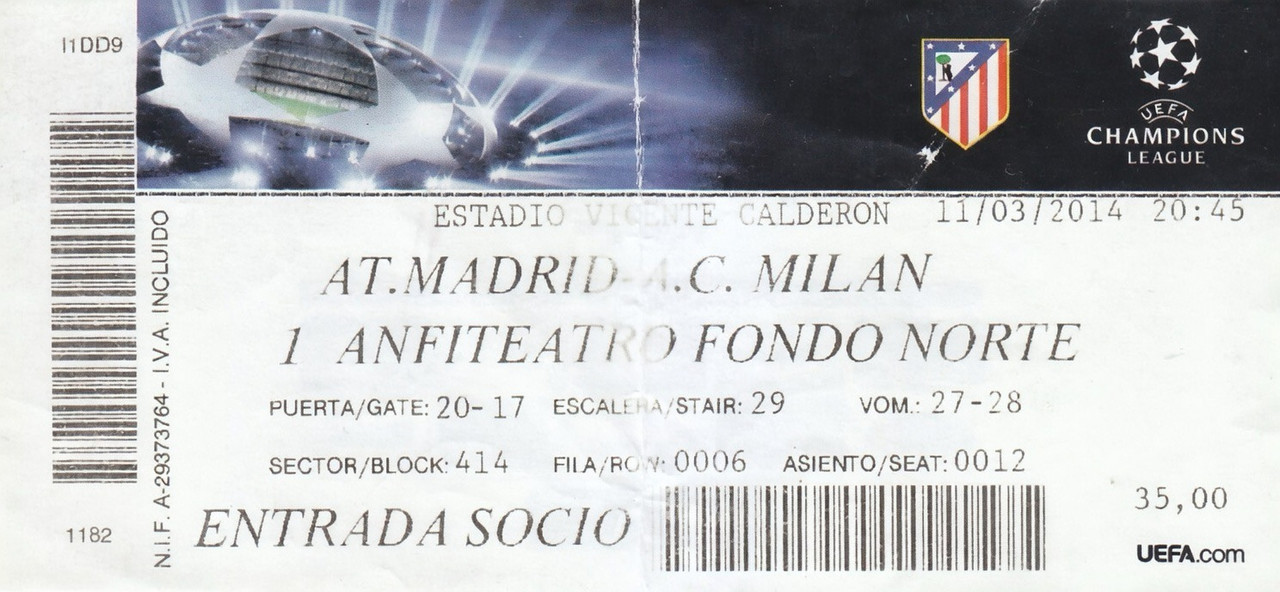 I1DD9
UEFA
CHAMPIONS
LEAGUE
ESTADIO VICENTE CALDERON 11/03/2014 20:45
AT.MADRID-A.C. MILAN
1 ANFITEATRO FONDO NORTE
PUERTA/GATE: 20-17 ESCALERA/STAIR: 29 VOM.: 27-28
SECTOR/BLOCK: 414 FILA/ROW: 0006 ASIENTO/SEAT: 0012
ENTRADA SOCIO
35,00
UEFA.com
N.I.F. A-29373764 - I.V.A. INCLUIDO
1182